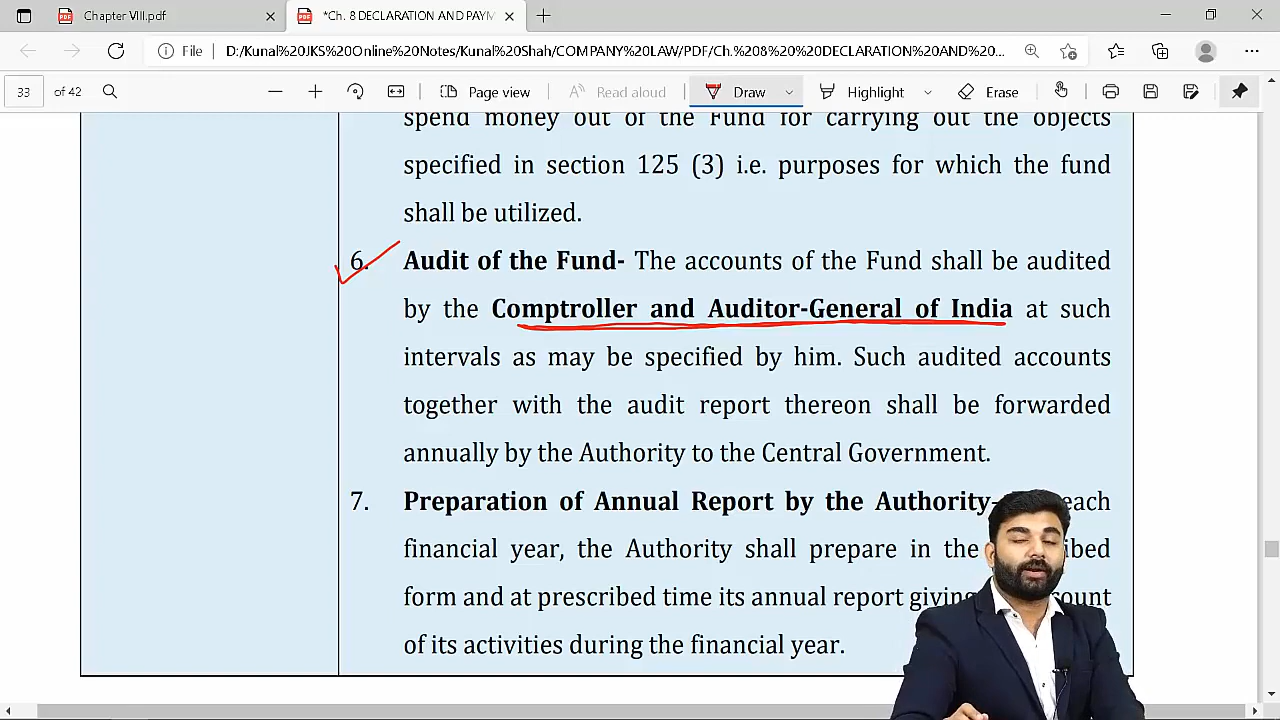 Chapter VIII.pdf
*Ch. 8 DECLARATION AND PAYM
File
D:/Kunal%20JKS%20Online%20Notes/Kunal%20Shah/COMPANY%20LAW/PDF/Ch.%208%20%20DECLARATION%20AND%20...
33 of 42
Page view
Read aloud
Draw
Highlight
Erase
spend money out of the Fund for carrying out the objects
specified in section 125 (3) i.e. purposes for which the fund
shall be utilized.
6. Audit of the Fund- The accounts of the Fund shall be audited
by the Comptroller and Auditor-General of India at such
intervals as may be specified by him. Such audited accounts
together with the audit report thereon shall be forwarded
annually by the Authority to the Central Government.
7. Preparation of Annual Report by the Authority- each
financial year, the Authority shall prepare in the
form and at prescribed time its annual report giving
of its activities during the financial year.